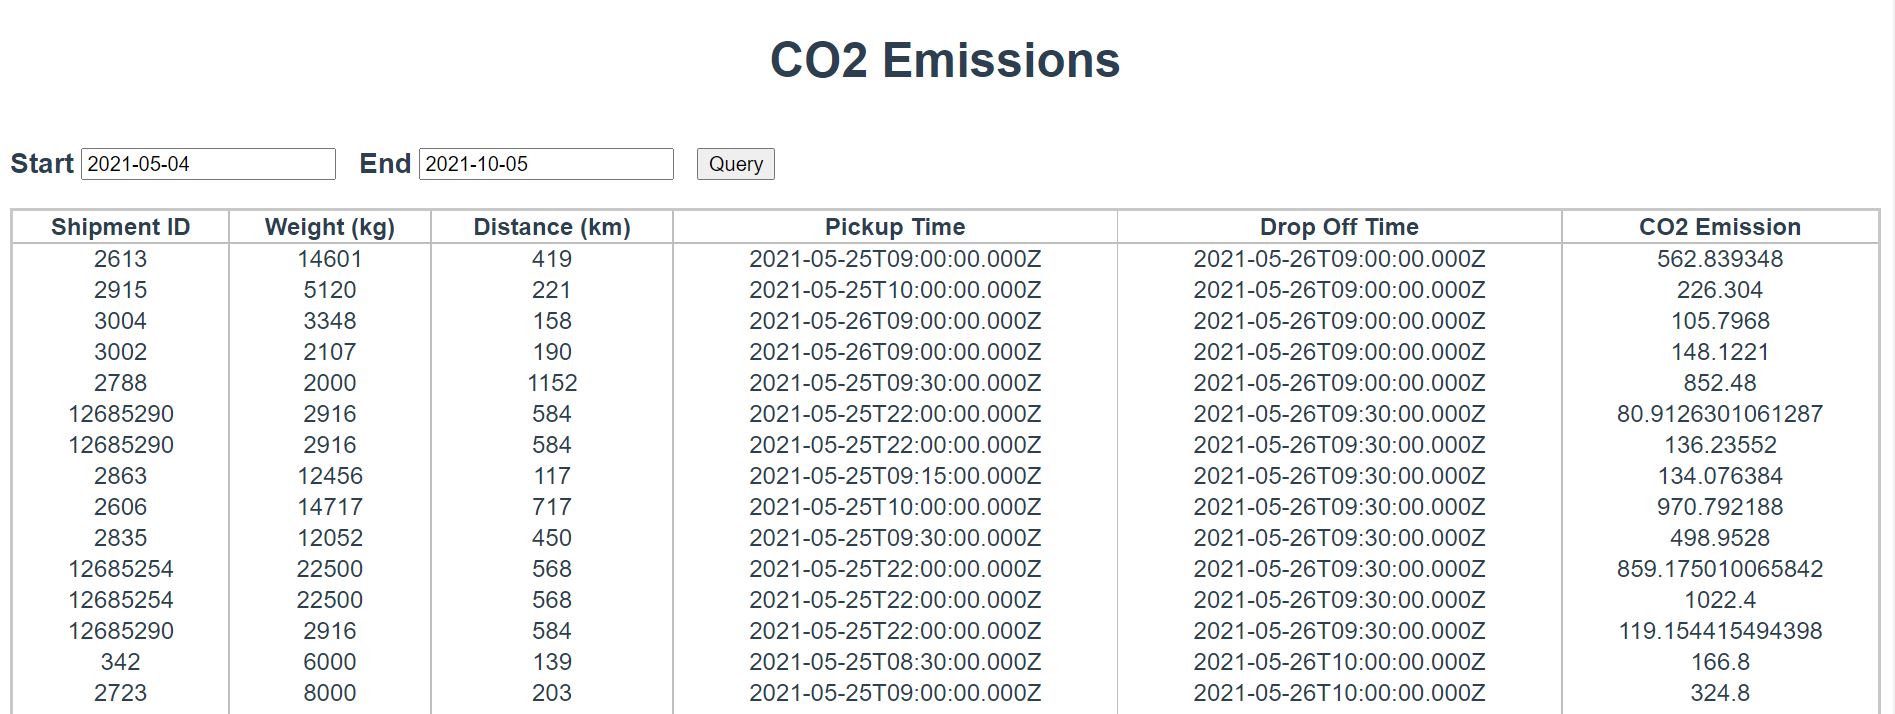 CO2 Emissions
Start 2021-05-04 End 2021-10-05 Query
Shipment ID Weight (kg) Distance (km) Pickup Time Drop Off Time CO2 Emission
2613 14601 419 2021-05-25T09:00:00.000Z 2021-05-26T09:00:00.000Z 562.839348
2915 5120 221 2021-05-25T10:00:00.000Z 2021-05-26T09:00:00.000Z 226.304
3004 3348 158 2021-05-26T09:00:00.000Z 2021-05-26T09:00:00.000Z 105.7968
3002 2107 190 2021-05-26T09:00:00.000Z 2021-05-26T09:00:00.000Z 148.1221
2788 2000 1152 2021-05-25T09:30:00.000Z 2021-05-26T09:00:00.000Z 852.48
12685290 2916 584 2021-05-25T22:00:00.000Z 2021-05-26T09:30:00.000Z 80.9126301061287
12685290 2916 584 2021-05-25T22:00:00.000Z 2021-05-26T09:30:00.000Z 136.23552
2863 12456 117 2021-05-25T09:15:00.000Z 2021-05-26T09:30:00.000Z 134.076384
2606 14717 717 2021-05-25T10:00:00.000Z 2021-05-26T09:30:00.000Z 970.792188
2835 12052 450 2021-05-25T09:30:00.000Z 2021-05-26T09:30:00.000Z 498.9528
12685254 22500 568 2021-05-25T22:00:00.000Z 2021-05-26T09:30:00.000Z 859.175010065842
12685254 22500 568 2021-05-25T22:00:00.000Z 2021-05-26T09:30:00.000Z 1022.4
12685290 2916 584 2021-05-25T22:00:00.000Z 2021-05-26T09:30:00.000Z 119.154415494398
342 6000 139 2021-05-25T08:30:00.000Z 2021-05-26T10:00:00.000Z 166.8
2723 8000 203 2021-05-25T09:00:00.000Z 2021-05-26T10:00:00.000Z 324.8